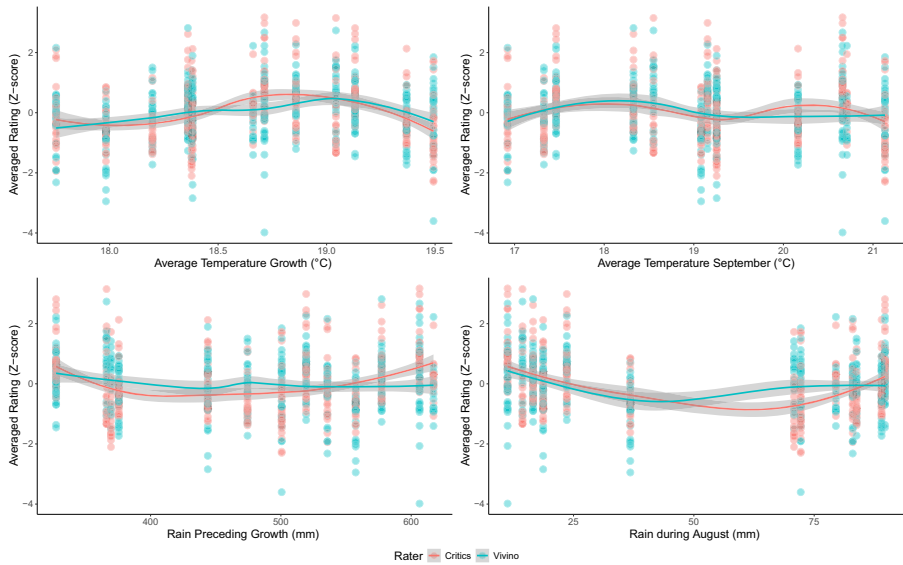 Averaged Rating (Z−score)
2
0
−2
−4
18.0 18.5 19.0 19.5
Average Temperature Growth (°C)
Averaged Rating (Z−score)
2
0
−2
−4
17 18 19 20 21
Average Temperature September (°C)
Averaged Rating (Z−score)
2
0
−2
−4
400 500 600
Rain Preceding Growth (mm)
Averaged Rating (Z−score)
2
0
−2
−4
25 75
Rain during August (mm)
Rater Critics Vivino